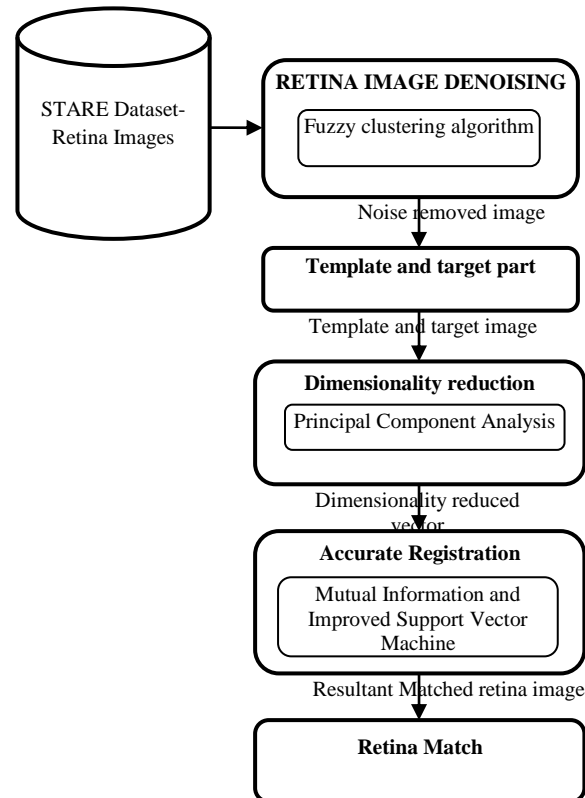 STARE Dataset-
Retina Images
RETINA IMAGE DENOISING
Fuzzy clustering algorithm
Noise removed image
Template and target part
Template and target image
Dimensionality reduction
Principal Component Analysis
Dimensionality reduced
vector
Accurate Registration
Mutual Information and
Improved Support Vector
Machine
Resultant Matched retina image
Retina Match